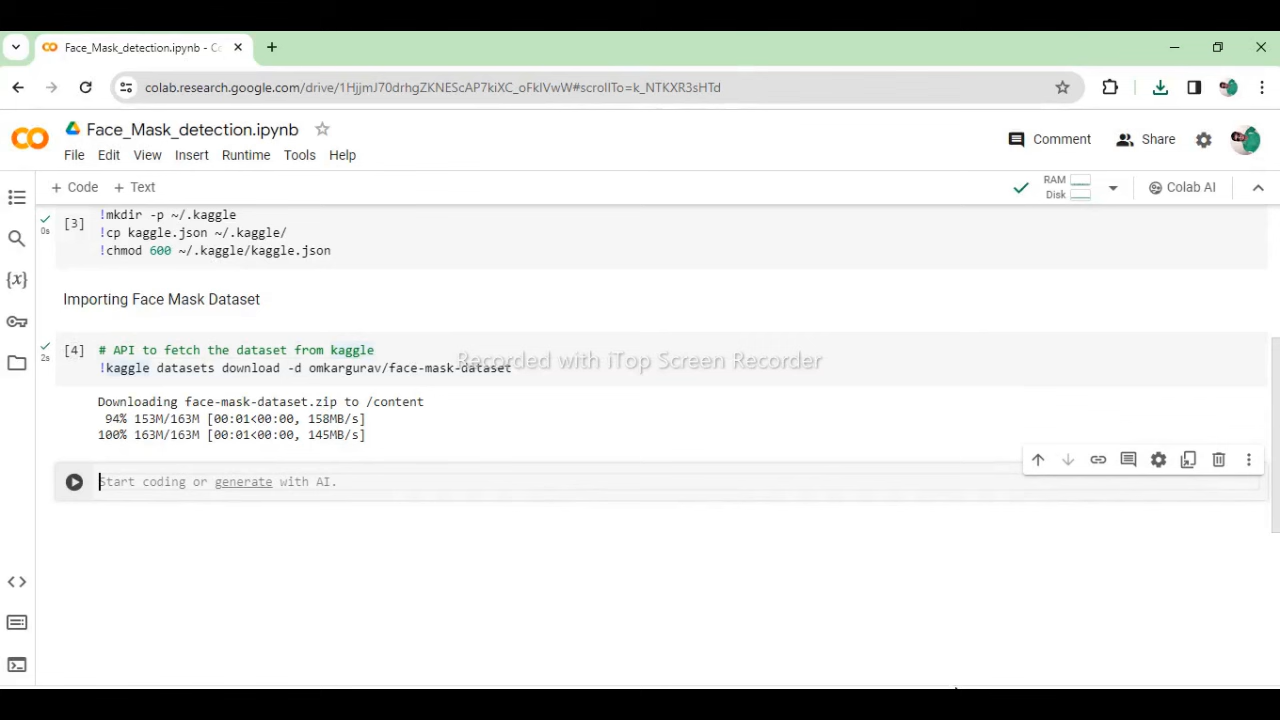 Face_Mask_detection.ipynb - Co
colab.research.google.com/drive/1HjjmJ70drhgZKNEScAP7kiXC_oFkIVwW#scrollTo=k_NTKXR3sHTd
Face_Mask_detection.ipynb
Comment
Share
File Edit View Insert Runtime Tools Help
+ Code + Text
RAM
Disk
Colab AI
{x}
[3]
0s
!mkdir -p ~/.kaggle
!cp kaggle.json ~/.kaggle/
!chmod 600 ~/.kaggle/kaggle.json
Importing Face Mask Dataset
[4]
2s
# API to fetch the dataset from kaggle
!kaggle datasets download -d omkargurav/face-mask-dataset
Recorded with iTop Screen Recorder
Downloading face-mask-dataset.zip to /content
94% 153M/163M [00:01<00:00, 158MB/s]
100% 163M/163M [00:01<00:00, 145MB/s]
Start coding or generate with AI.